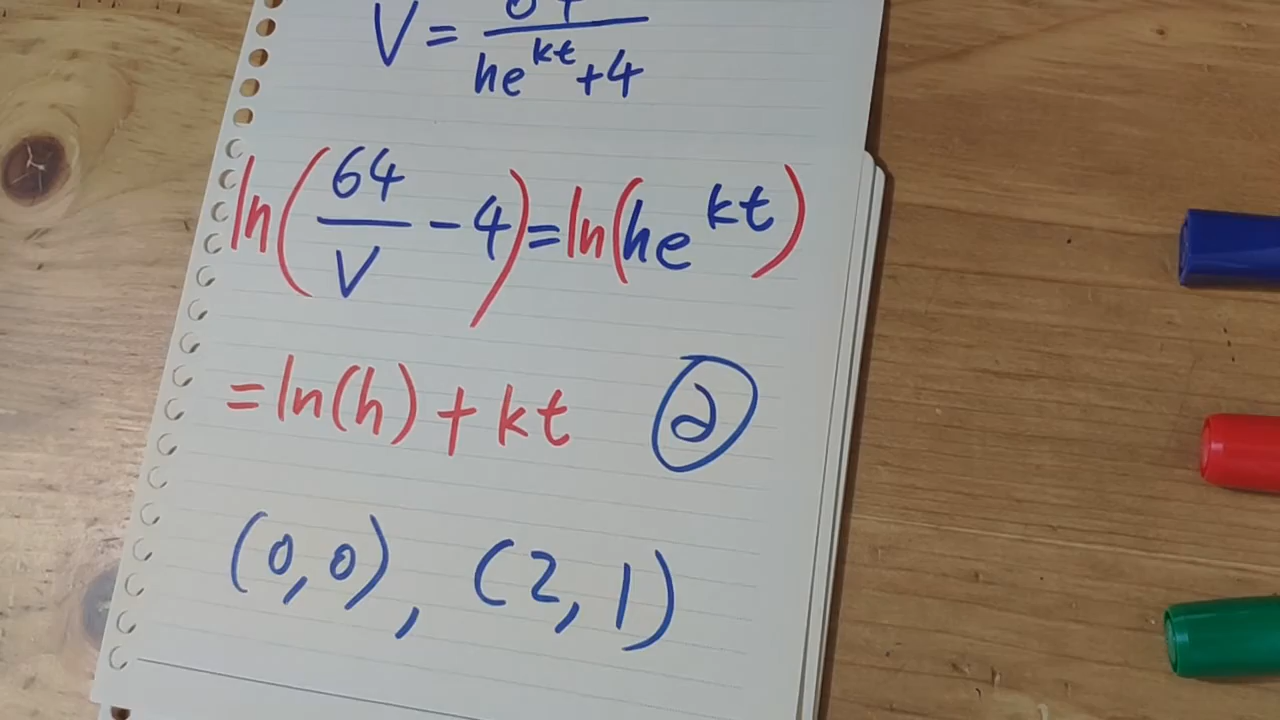 V = 64 / (he^kt + 4)
ln(64/V - 4) = ln(he^kt)
= ln(h) + kt (2)
(0,0), (2,1)